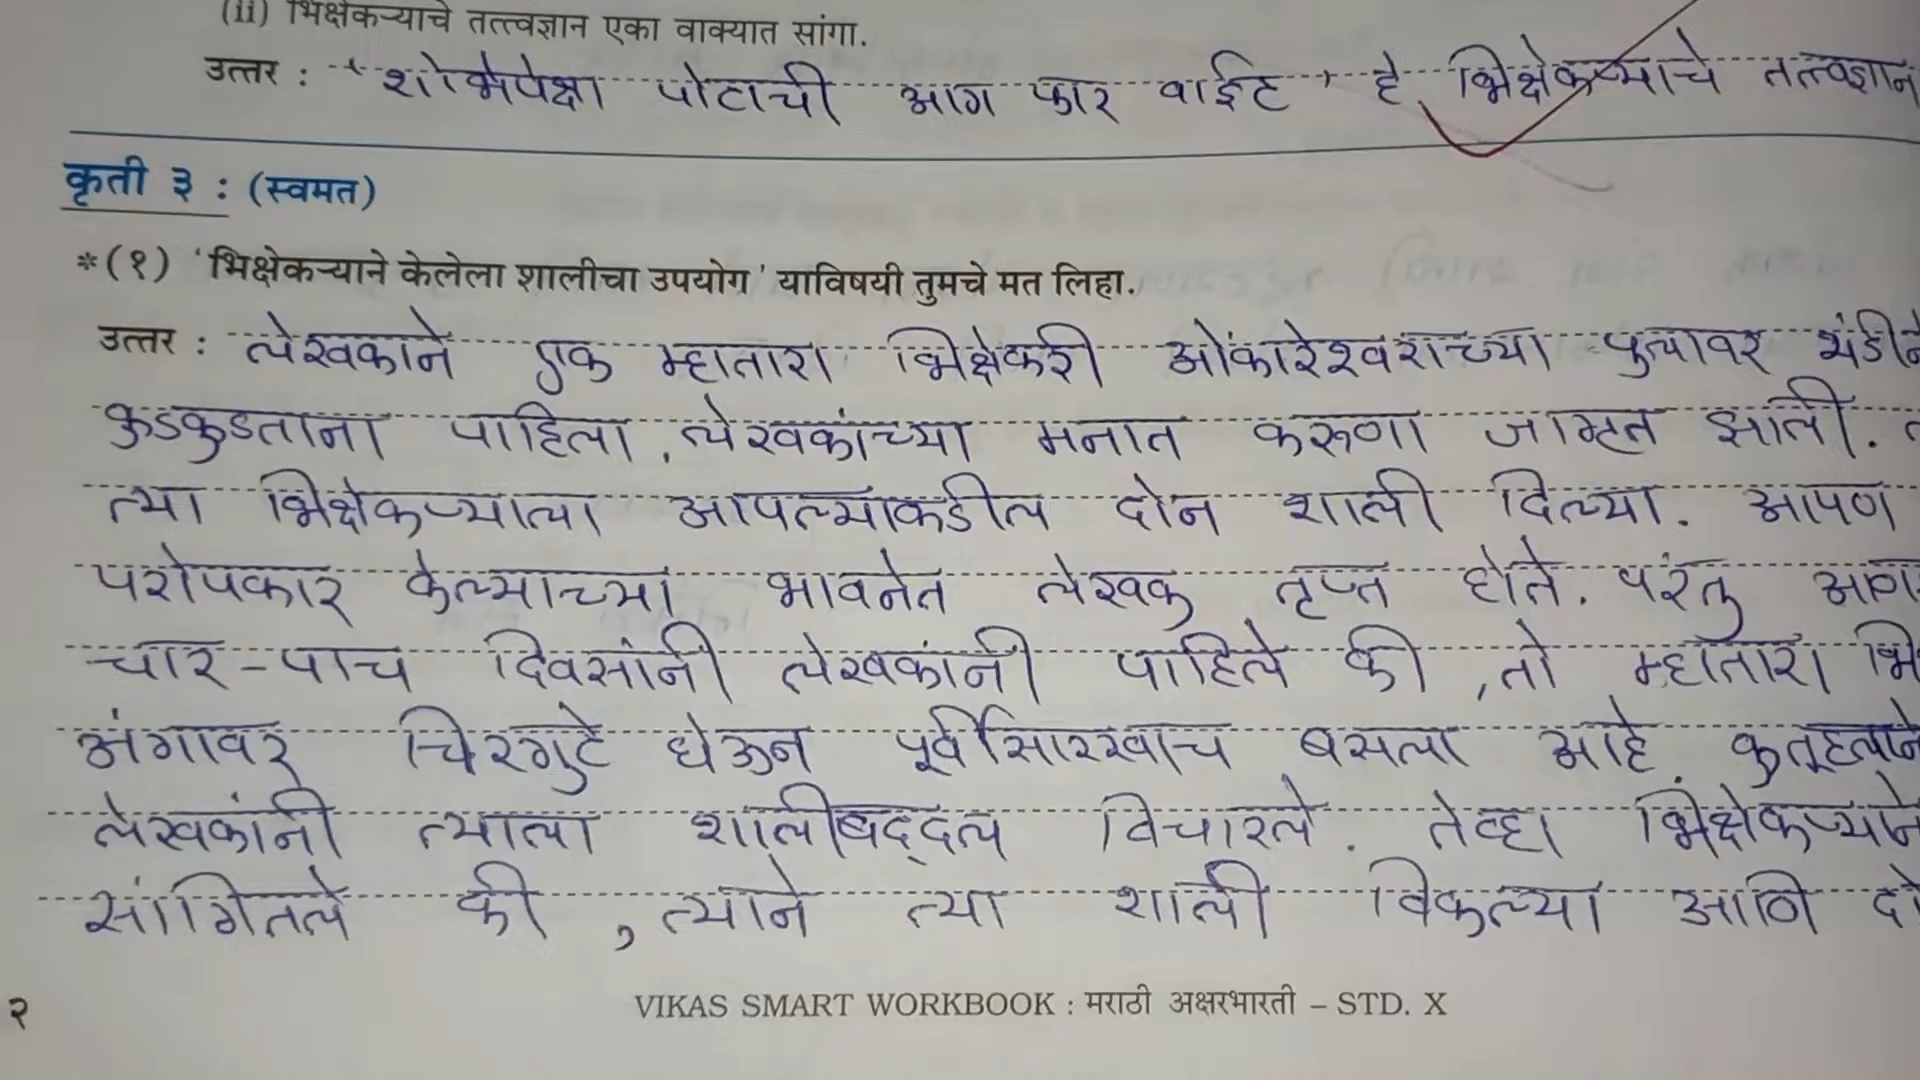 (ii) भिक्षेकऱ्याचे तत्त्वज्ञान एका वाक्यात सांगा.
उत्तर : ' शोभेपेक्षा पोटाची आग फार वाईट ' हे भिक्षेकऱ्याचे तत्त्वज्ञान
कृती ३ : (स्वमत)
*(१) 'भिक्षेकऱ्याने केलेला शालीचा उपयोग' याविषयी तुमचे मत लिहा.
उत्तर : लेखकाने एक म्हातारा भिक्षेकरी ओंकारेश्वराच्या पुलावर थंडीने
कुडकुडताना पाहिला. लेखकांच्या मनात करुणा जागृत झाली.
त्या भिक्षेकऱ्याला आपल्याकडील दोन शाली दिल्या. आपण
परोपकार केल्याच्या भावनेत लेखक तृप्त होते. परंतु
चार-पाच दिवसांनी लेखकांनी पाहिले की , तो म्हातारा
अंगावर चिरगुटे घेऊन पूर्वीसारखाच बसला आहे. कुतूहलाने
लेखकांनी त्याला शालीबद्दल विचारले. तेव्हा भिक्षेकऱ्याने
सांगितले की , त्याने त्या शाली विकल्या आणि
२
VIKAS SMART WORKBOOK : मराठी अक्षरभारती – STD. X